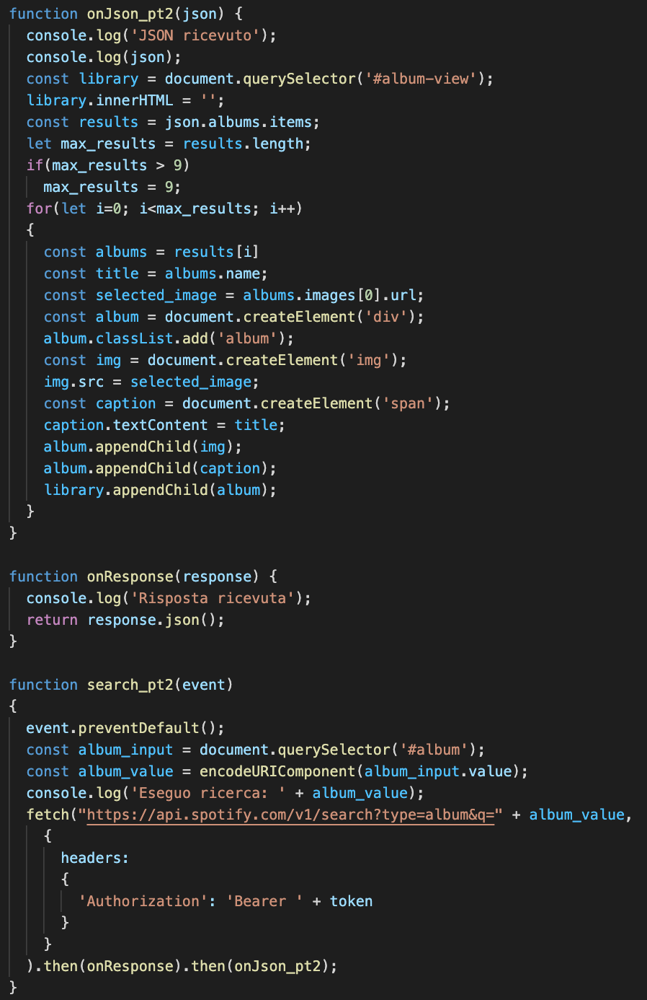 function onJson_pt2(json) {
  console.log('JSON ricevuto');
  console.log(json);
  const library = document.querySelector('#album-view');
  library.innerHTML = '';
  const results = json.albums.items;
  let max_results = results.length;
  if(max_results > 9)
    max_results = 9;
  for(let i=0; i<max_results; i++)
  {
    const albums = results[i]
    const title = albums.name;
    const selected_image = albums.images[0].url;
    const album = document.createElement('div');
    album.classList.add('album');
    const img = document.createElement('img');
    img.src = selected_image;
    const caption = document.createElement('span');
    caption.textContent = title;
    album.appendChild(img);
    album.appendChild(caption);
    library.appendChild(album);
  }
}

function onResponse(response) {
  console.log('Risposta ricevuta');
  return response.json();
}

function search_pt2(event)
{
  event.preventDefault();
  const album_input = document.querySelector('#album');
  const album_value = encodeURIComponent(album_input.value);
  console.log('Eseguo ricerca: ' + album_value);
  fetch("https://api.spotify.com/v1/search?type=album&q=" + album_value,
    {
      headers:
      {
        'Authorization': 'Bearer ' + token
      }
    }
  ).then(onResponse).then(onJson_pt2);
}